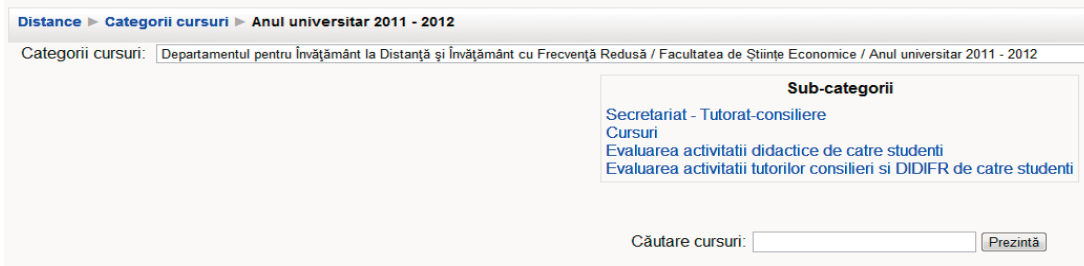 Distance ► Categorii cursuri ► Anul universitar 2011 - 2012
Categorii cursuri: Departamentul pentru Învăţământ la Distanţă şi Învăţământ cu Frecvenţă Redusă / Facultatea de Științe Economice / Anul universitar 2011 - 2012
Sub-categorii
Secretariat - Tutorat-consiliere
Cursuri
Evaluarea activitatii didactice de catre studenti
Evaluarea activitatii tutorilor consilieri si DIDIFR de catre studenti
Căutare cursuri: Prezintă